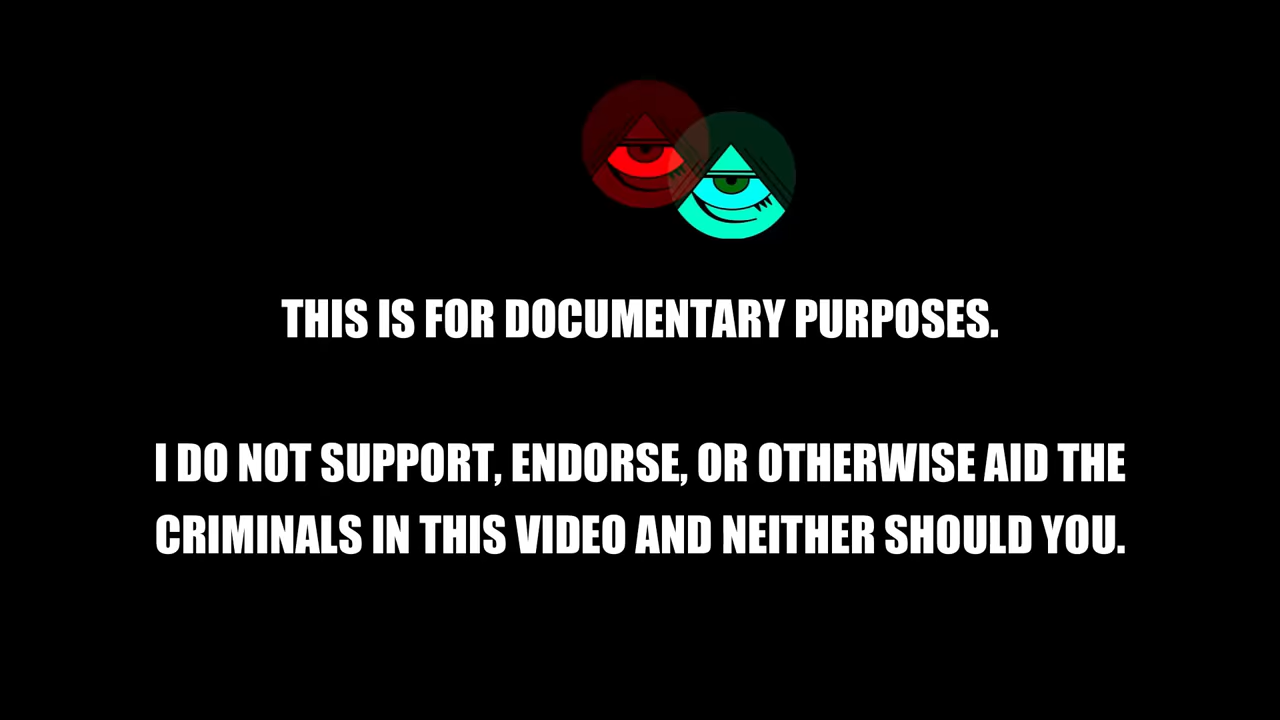 THIS IS FOR DOCUMENTARY PURPOSES.
I DO NOT SUPPORT, ENDORSE, OR OTHERWISE AID THE
CRIMINALS IN THIS VIDEO AND NEITHER SHOULD YOU.